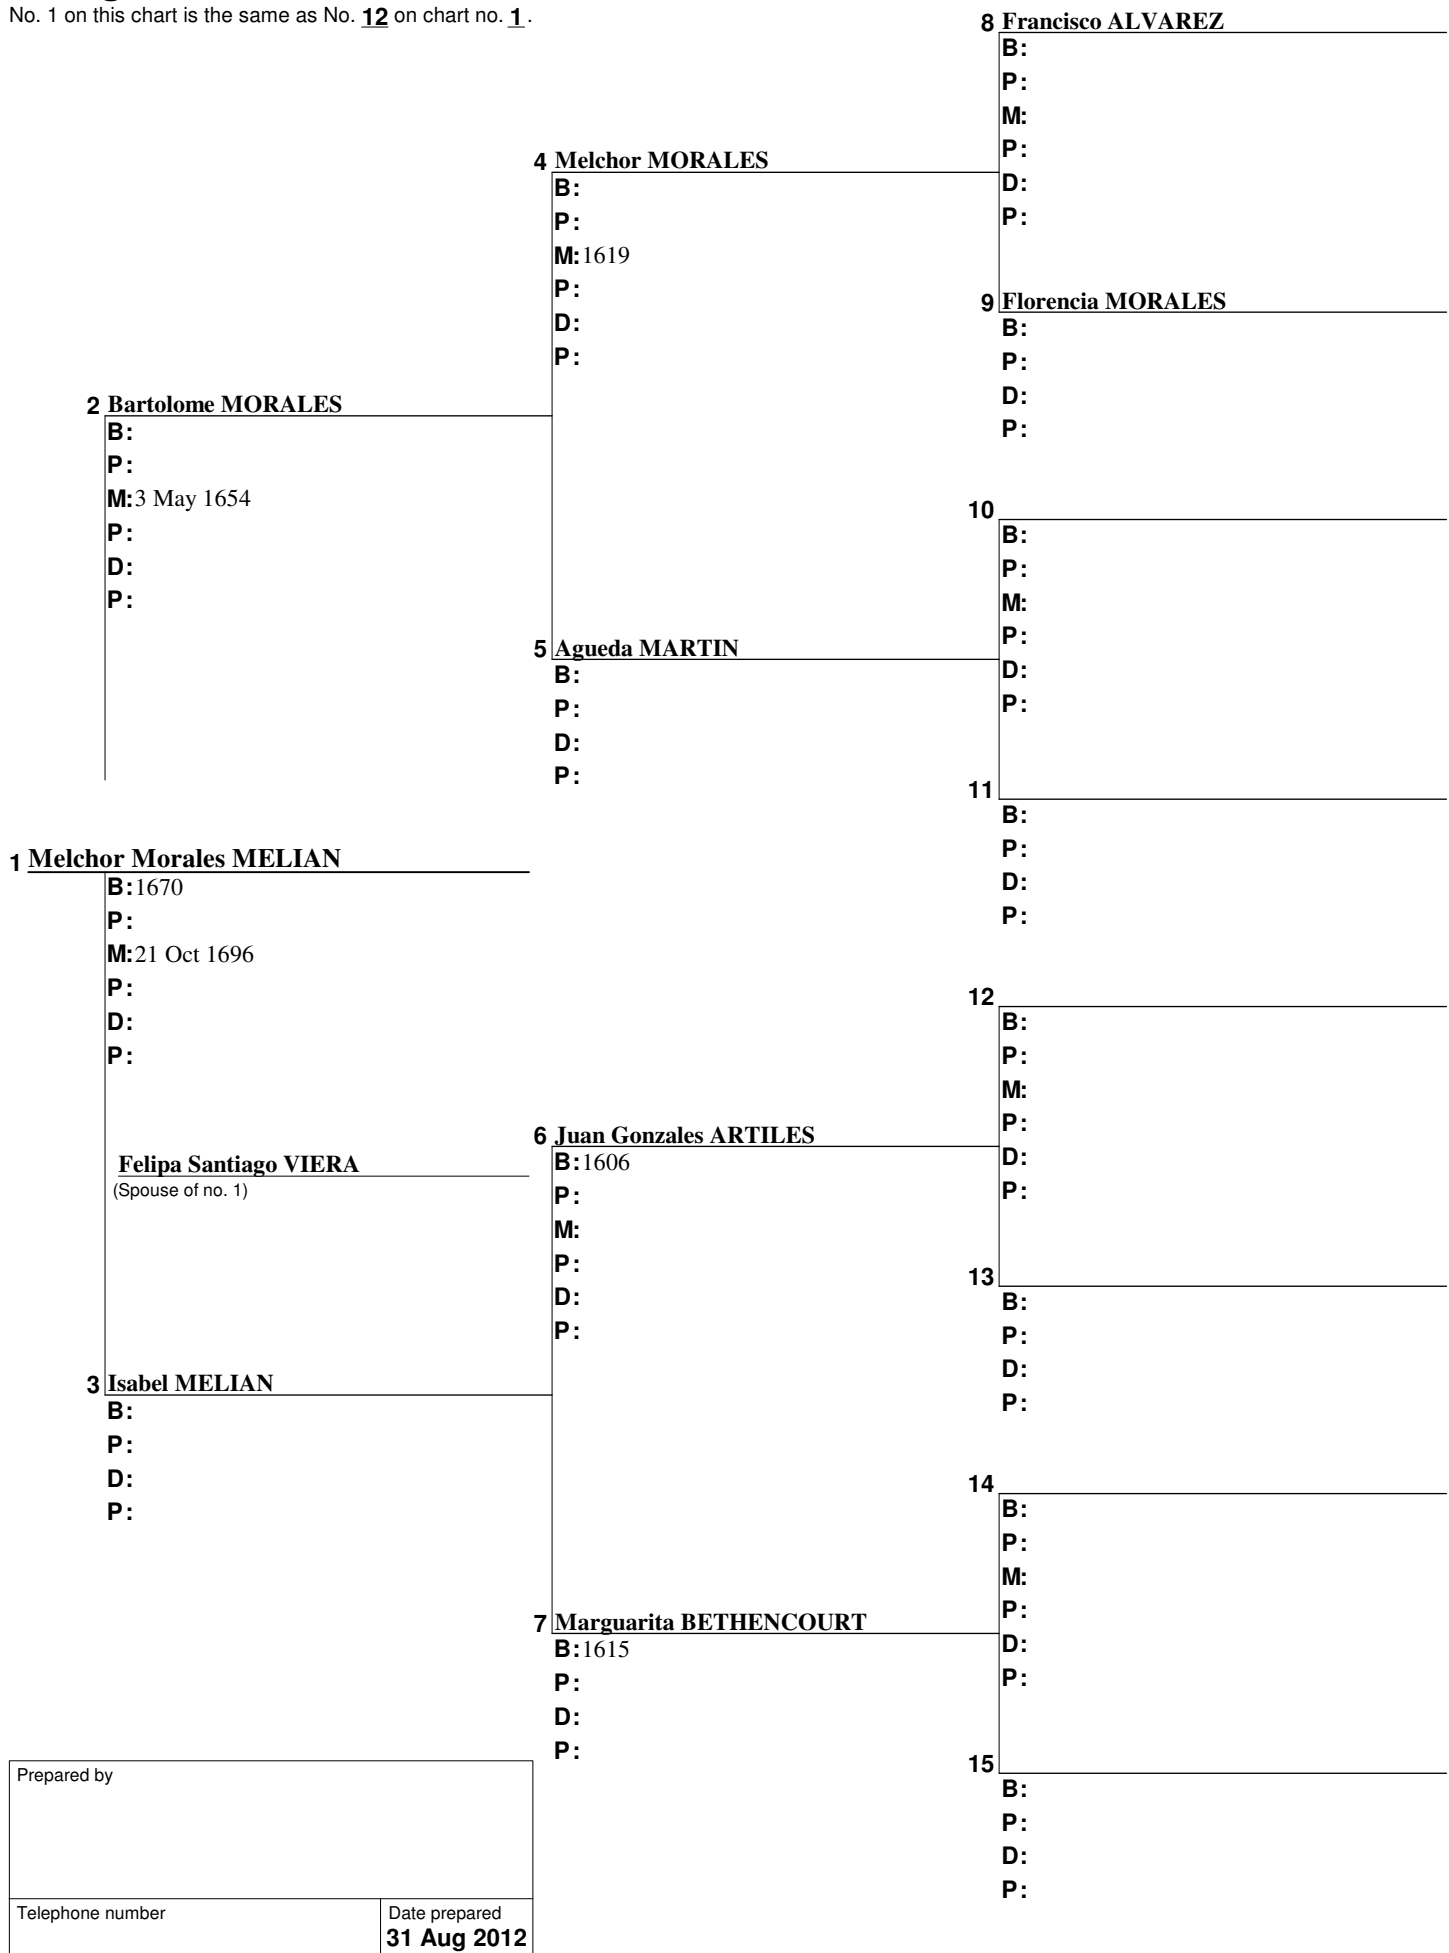 No. 1 on this chart is the same as No. 12 on chart no. 1.
8 Francisco ALVAREZ
B:
P:
M:
P:
D:
P:
4 Melchor MORALES
B:
P:
M:1619
P:
D:
P:
9 Florencia MORALES
B:
P:
D:
P:
2 Bartolome MORALES
B:
P:
M:3 May 1654
P:
D:
P:
10
B:
P:
M:
P:
D:
P:
5 Agueda MARTIN
B:
P:
D:
P:
11
B:
P:
D:
P:
1 Melchor Morales MELIAN
B:1670
P:
M:21 Oct 1696
P:
D:
P:
Felipa Santiago VIERA
(Spouse of no. 1)
12
B:
P:
M:
P:
D:
P:
6 Juan Gonzales ARTILES
B:1606
P:
M:
P:
D:
P:
13
B:
P:
D:
P:
3 Isabel MELIAN
B:
P:
D:
P:
14
B:
P:
M:
P:
D:
P:
7 Marguarita BETHENCOURT
B:1615
P:
D:
P:
15
B:
P:
D:
P:
Prepared by
Telephone number
Date prepared
31 Aug 2012